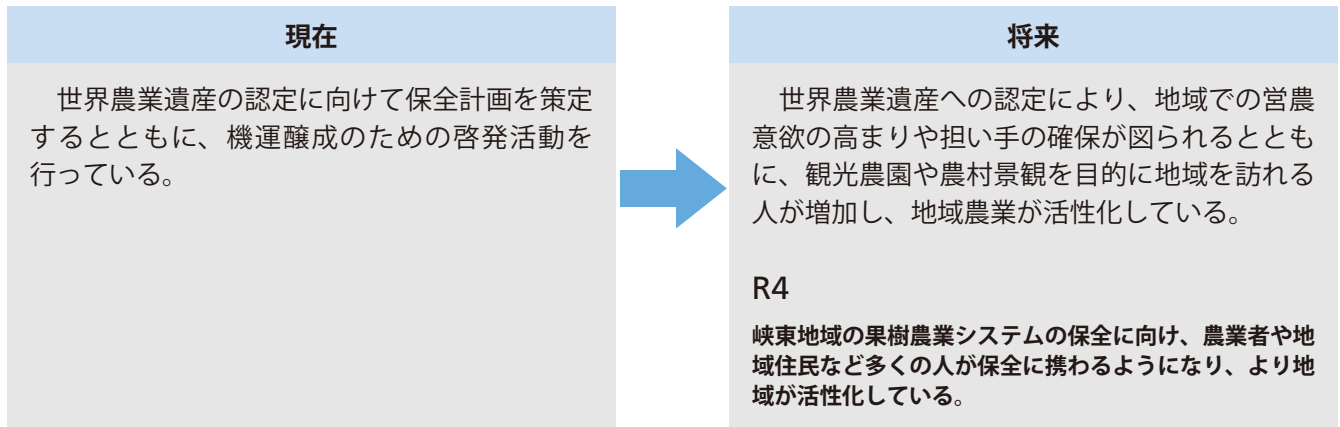 現在
世界農業遺産の認定に向けて保全計画を策定
するとともに、機運醸成のための啓発活動を
行っている。
将来
世界農業遺産への認定により、地域での営農
意欲の高まりや担い手の確保が図られるととも
に、観光農園や農村景観を目的に地域を訪れる
人が増加し、地域農業が活性化している。
R4
峡東地域の果樹農業システムの保全に向け、農業者や地
域住民など多くの人が保全に携わるようになり、より地
域が活性化している。